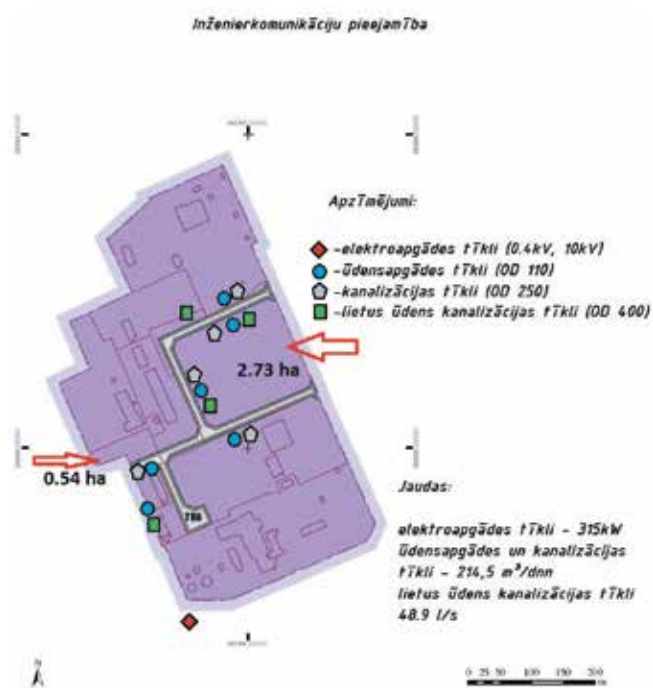 Inženierkomunikāciju pieejamība
Apzīmējumi:
-elektroapgādes tīkli (0.4kV, 10kV)
-ūdensapgādes tīkli (OD 110)
-kanalizācijas tīkli (OD 250)
-lietus ūdens kanalizācijas tīkli (OD 400)
2.73 ha
0.54 ha
Jaudas:
elektroapgādes tīkli - 315kW
ūdensapgādes un kanalizācijas
tīkli - 214,5 m³/dnn
lietus ūdens kanalizācijas tīkli
48.9 l/s
N
0 25 50 100 150 200